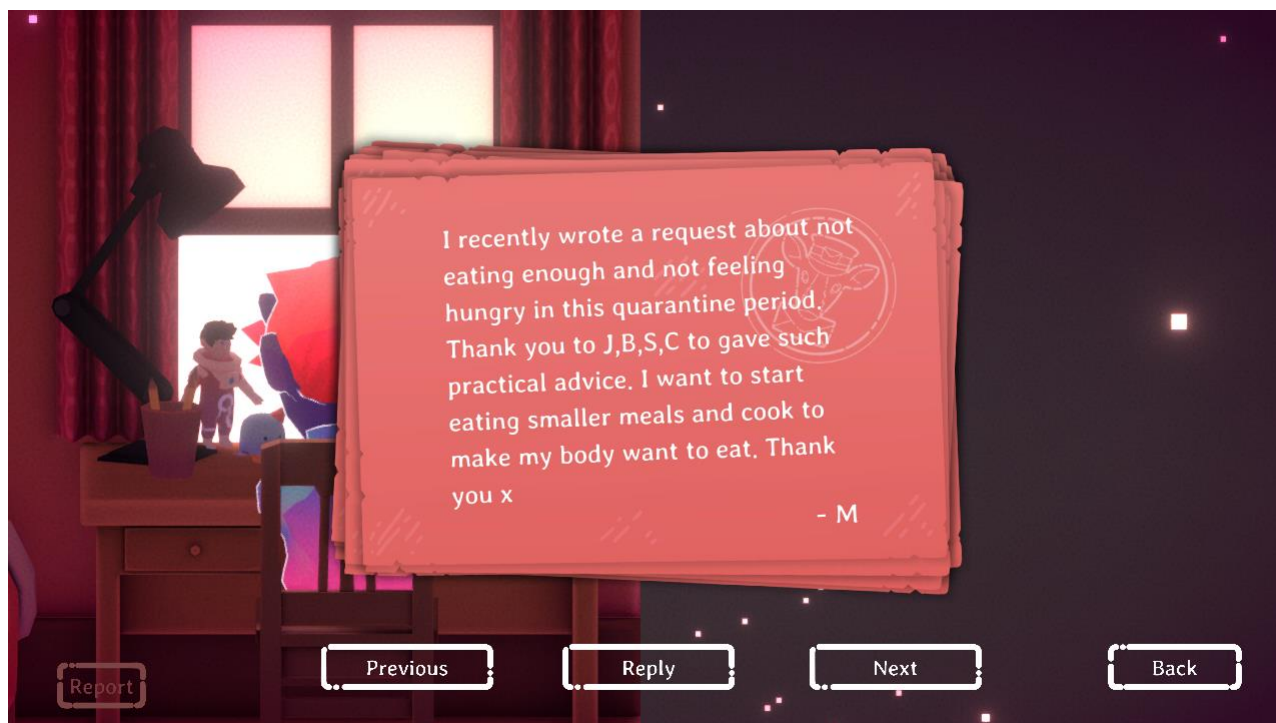 I recently wrote a request about not
eating enough and not feeling
hungry in this quarantine period.
Thank you to J,B,S,C to gave such
practical advice. I want to start
eating smaller meals and cook to
make my body want to eat. Thank
you x
- M
Report
Previous
Reply
Next
Back